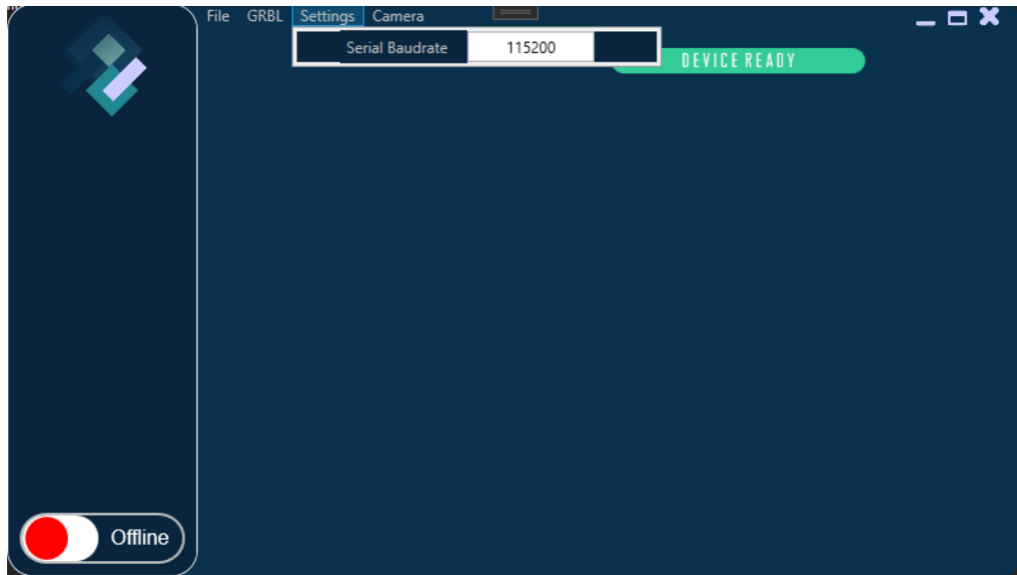 File GRBL Settings Camera
Serial Baudrate 115200
DEVICE READY
Offline